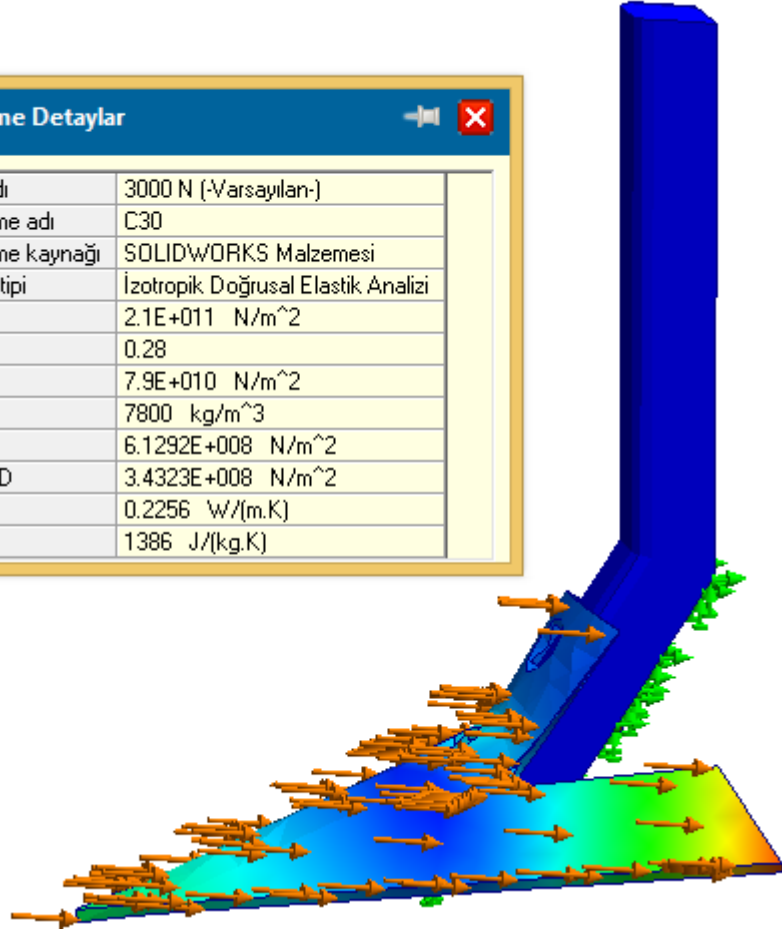 ne Detaylar
dı 3000 N (-Varsayılan-)
me adı C30
me kaynağı SOLIDWORKS Malzemesi
tipi İzotropik Doğrusal Elastik Analizi
2.1E+011 N/m^2
0.28
7.9E+010 N/m^2
7800 kg/m^3
6.1292E+008 N/m^2
D 3.4323E+008 N/m^2
0.2256 W/(m.K)
1386 J/(kg.K)